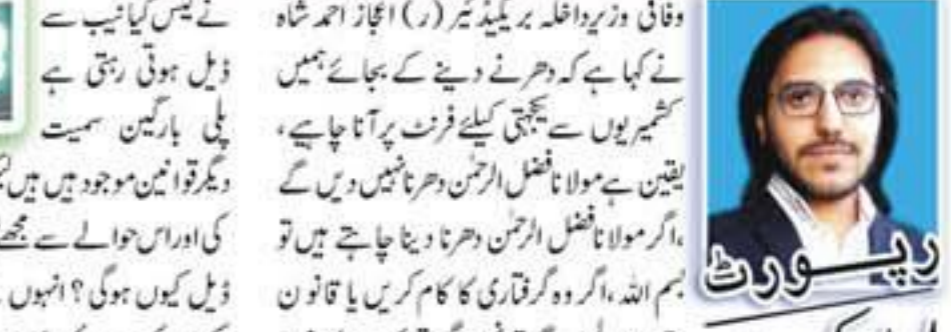 رپورٹ
وفاقی وزیرداخلہ بریگیڈئیر (ر) اعجاز احمد شاہ
نے کہا ہے کہ دھرنے دینے کے بجائے ہمیں
کشمیریوں سے یکجہتی کیلئے فرنٹ پر آنا چاہیے،
یقین ہے مولانا فضل الرحمٰن دھرنا نہیں دیں گے
،اگر مولانا فضل الرحمٰن دھرنا دینا چاہتے ہیں تو
بسم اللہ ،اگر وہ گرفتاری کا کام کریں یا قانون
نے کیس کیا نیب سے
ڈیل ہوتی رہتی ہے
پلی بارگین سمیت
دیگر قوانین موجود ہیں ہیں
کی اور اس حوالے سے مجھے
ڈیل کیوں ہوگی ؟ انہوں